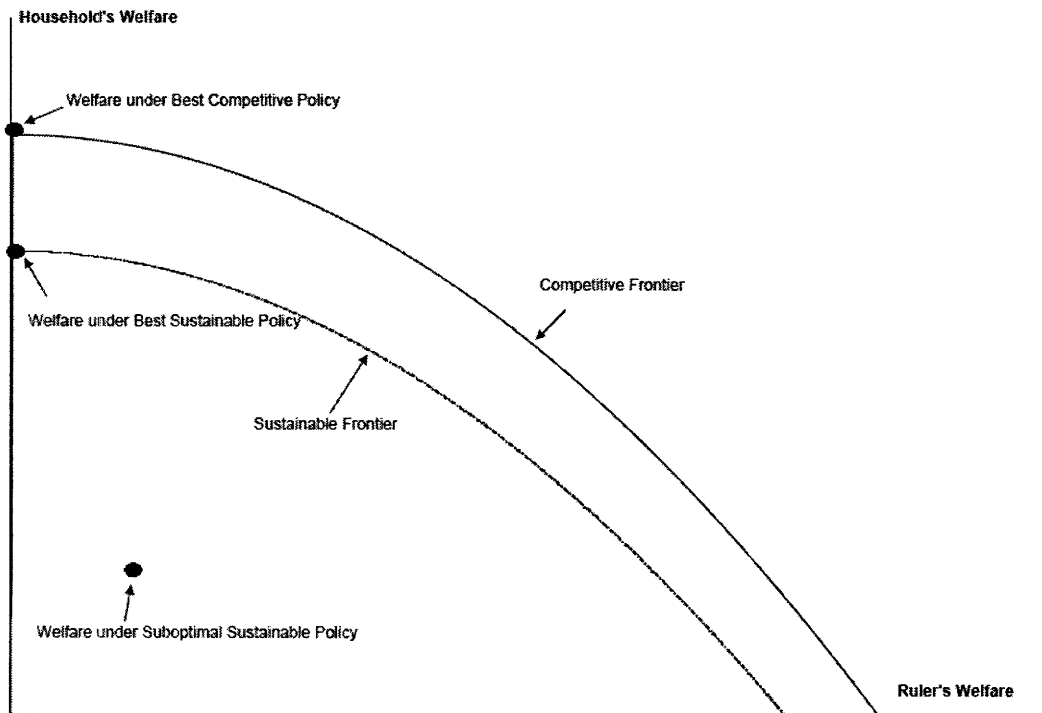 Household's Welfare
Welfare under Best Competitive Policy
Competitive Frontier
Welfare under Best Sustainable Policy
Sustainable Frontier
Welfare under Suboptimal Sustainable Policy
Ruler's Welfare